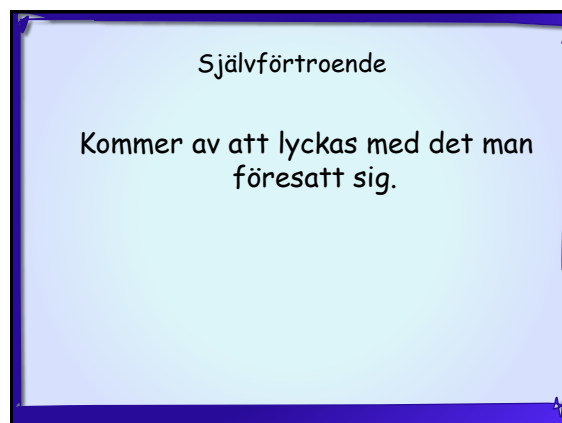 Självförtroende
Kommer av att lyckas med det man
föresatt sig.